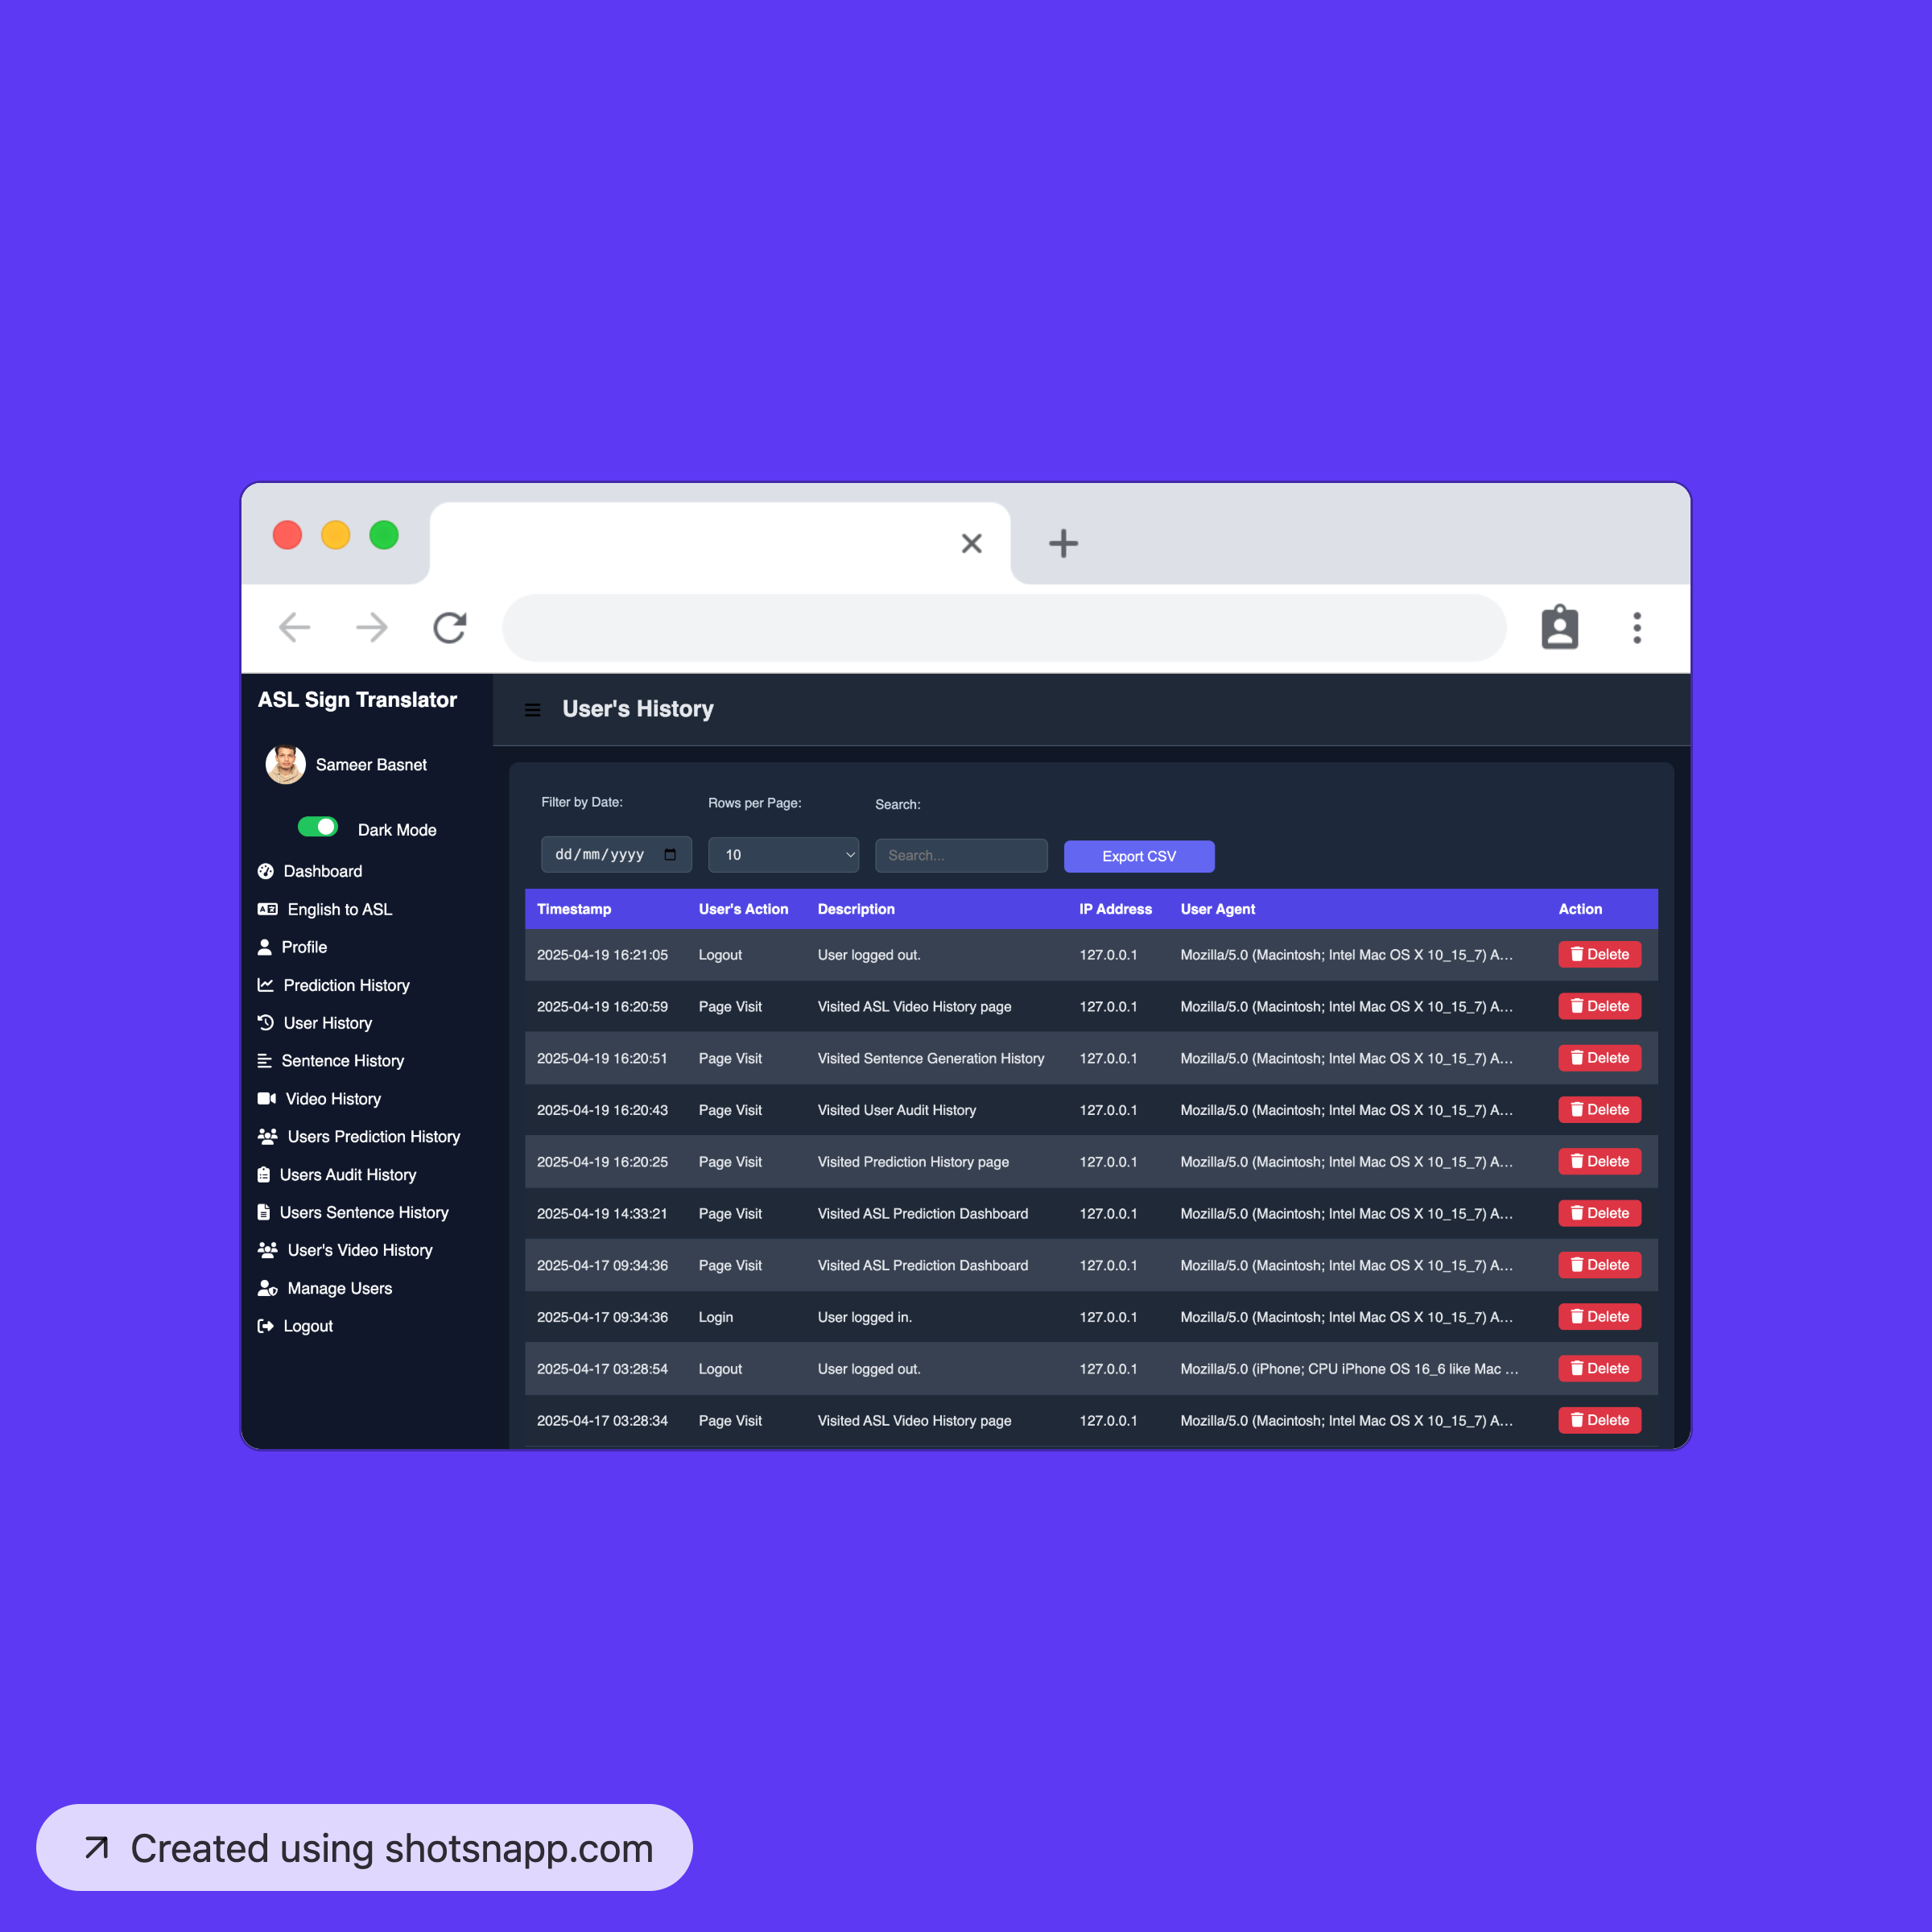 ASL Sign Translator
Sameer Basnet
Dark Mode
Dashboard
English to ASL
Profile
Prediction History
User History
Sentence History
Video History
Users Prediction History
Users Audit History
Users Sentence History
User's Video History
Manage Users
Logout
User's History
Filter by Date: Rows per Page: Search:
dd/mm/yyyy 10 Search... Export CSV
Timestamp User's Action Description IP Address User Agent Action
2025-04-19 16:21:05 Logout User logged out. 127.0.0.1 Mozilla/5.0 (Macintosh; Intel Mac OS X 10_15_7) A... Delete
2025-04-19 16:20:59 Page Visit Visited ASL Video History page 127.0.0.1 Mozilla/5.0 (Macintosh; Intel Mac OS X 10_15_7) A... Delete
2025-04-19 16:20:51 Page Visit Visited Sentence Generation History 127.0.0.1 Mozilla/5.0 (Macintosh; Intel Mac OS X 10_15_7) A... Delete
2025-04-19 16:20:43 Page Visit Visited User Audit History 127.0.0.1 Mozilla/5.0 (Macintosh; Intel Mac OS X 10_15_7) A... Delete
2025-04-19 16:20:25 Page Visit Visited Prediction History page 127.0.0.1 Mozilla/5.0 (Macintosh; Intel Mac OS X 10_15_7) A... Delete
2025-04-19 14:33:21 Page Visit Visited ASL Prediction Dashboard 127.0.0.1 Mozilla/5.0 (Macintosh; Intel Mac OS X 10_15_7) A... Delete
2025-04-17 09:34:36 Page Visit Visited ASL Prediction Dashboard 127.0.0.1 Mozilla/5.0 (Macintosh; Intel Mac OS X 10_15_7) A... Delete
2025-04-17 09:34:36 Login User logged in. 127.0.0.1 Mozilla/5.0 (Macintosh; Intel Mac OS X 10_15_7) A... Delete
2025-04-17 03:28:54 Logout User logged out. 127.0.0.1 Mozilla/5.0 (iPhone; CPU iPhone OS 16_6 like Mac ... Delete
2025-04-17 03:28:34 Page Visit Visited ASL Video History page 127.0.0.1 Mozilla/5.0 (Macintosh; Intel Mac OS X 10_15_7) A... Delete
Created using shotsnapp.com